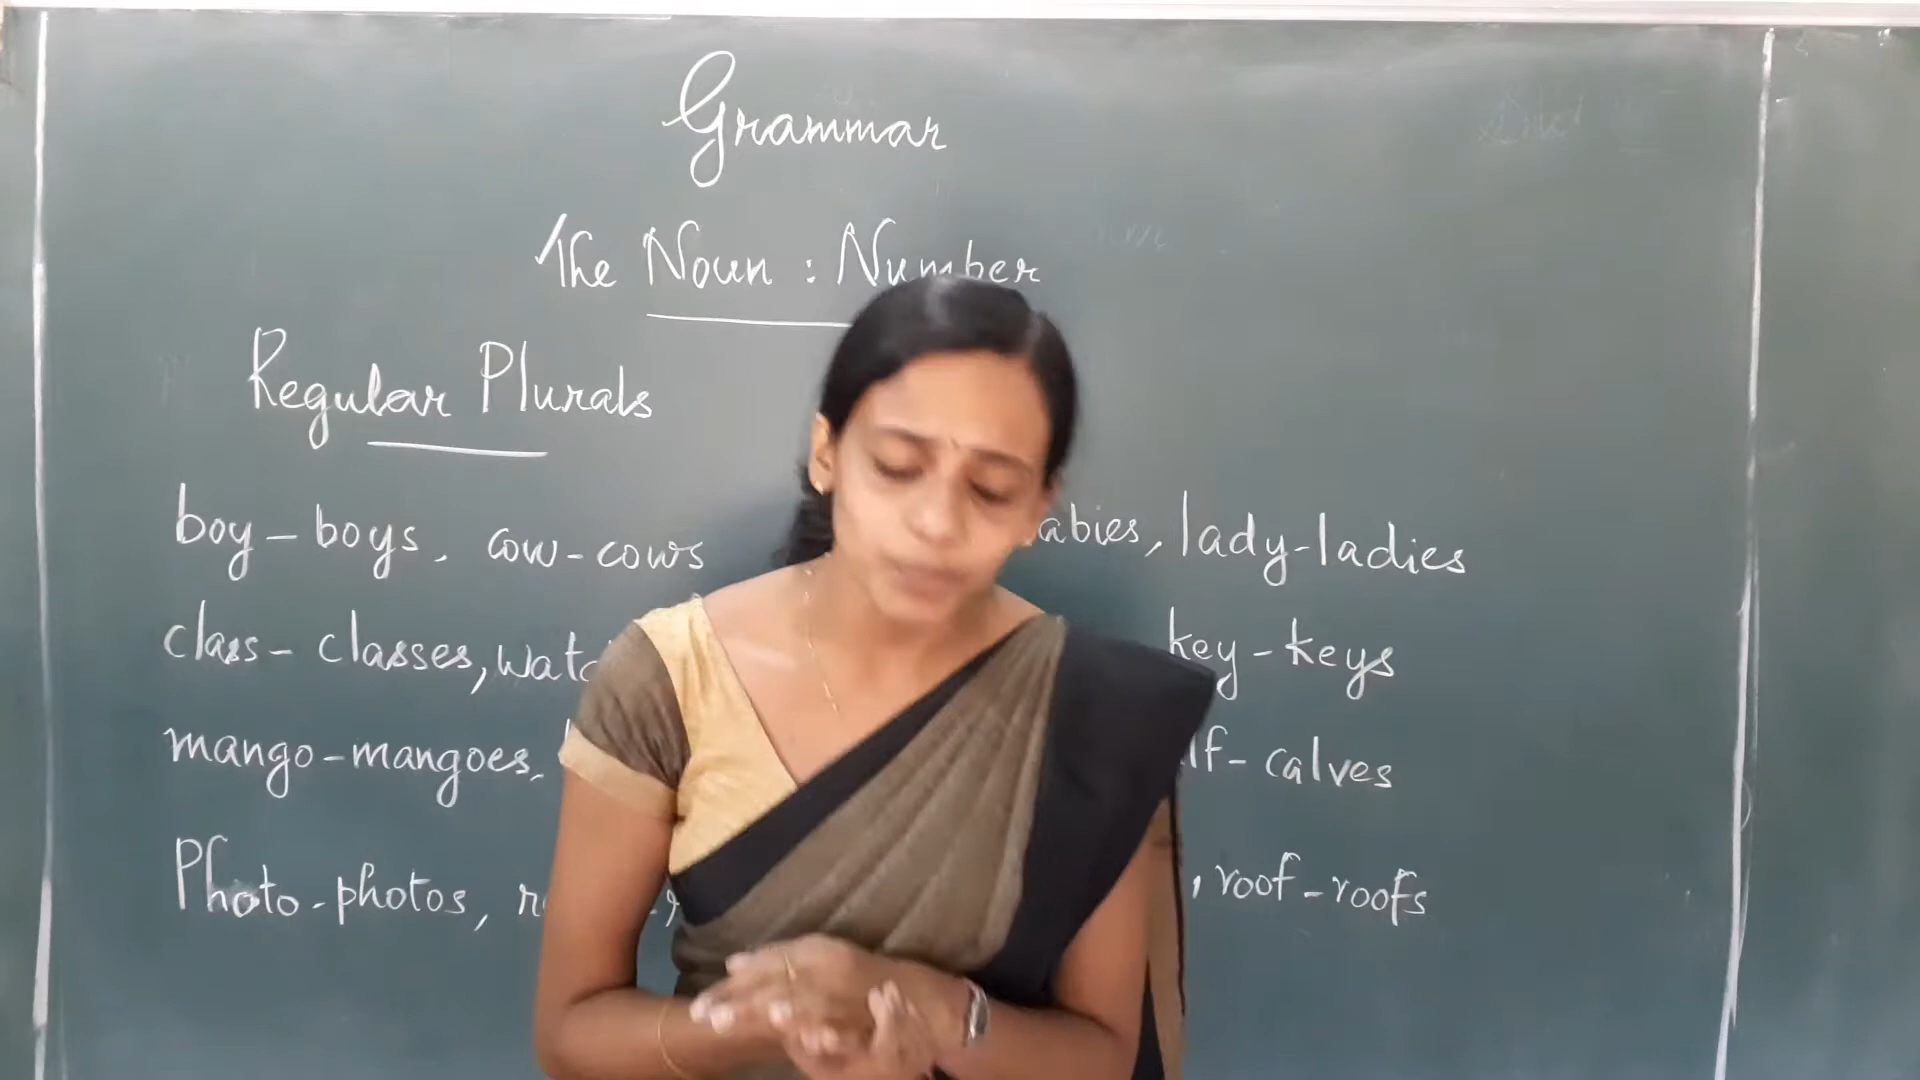 Grammar
The Noun : Number
Regular Plurals
boy - boys, cow - cows abies, lady - ladies
class - classes, watc key - keys
mango - mangoes, lf - calves
Photo - photos, r , roof - roofs